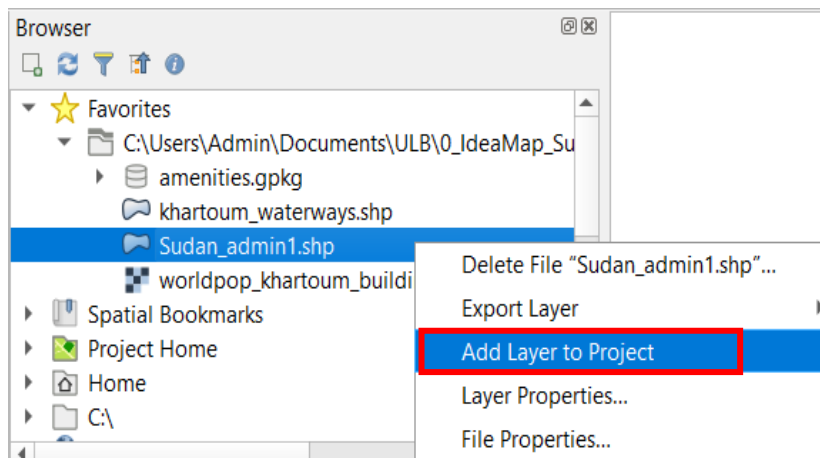 Browser
Favorites
C:\Users\Admin\Documents\ULB\0_IdeaMap_Su
amenities.gpkg
khartoum_waterways.shp
Sudan_admin1.shp
worldpop_khartoum_buildi
Spatial Bookmarks
Project Home
Home
C:\
Delete File “Sudan_admin1.shp”...
Export Layer
Add Layer to Project
Layer Properties...
File Properties...